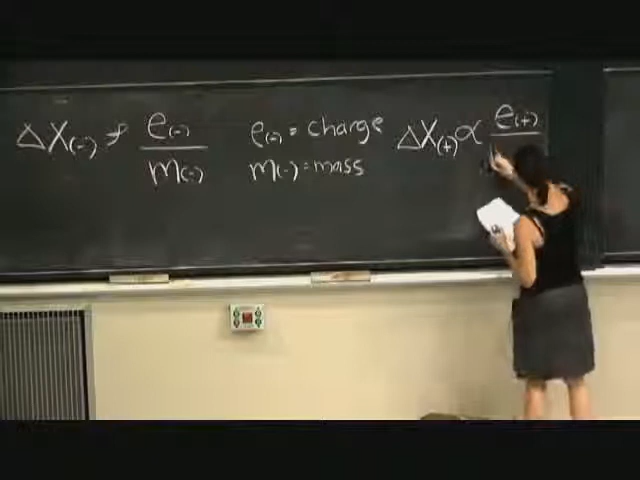 ΔX(-) ∝ e(-) / m(-)
e(-) = charge
m(-) = mass
ΔX(+) ∝ e(+)